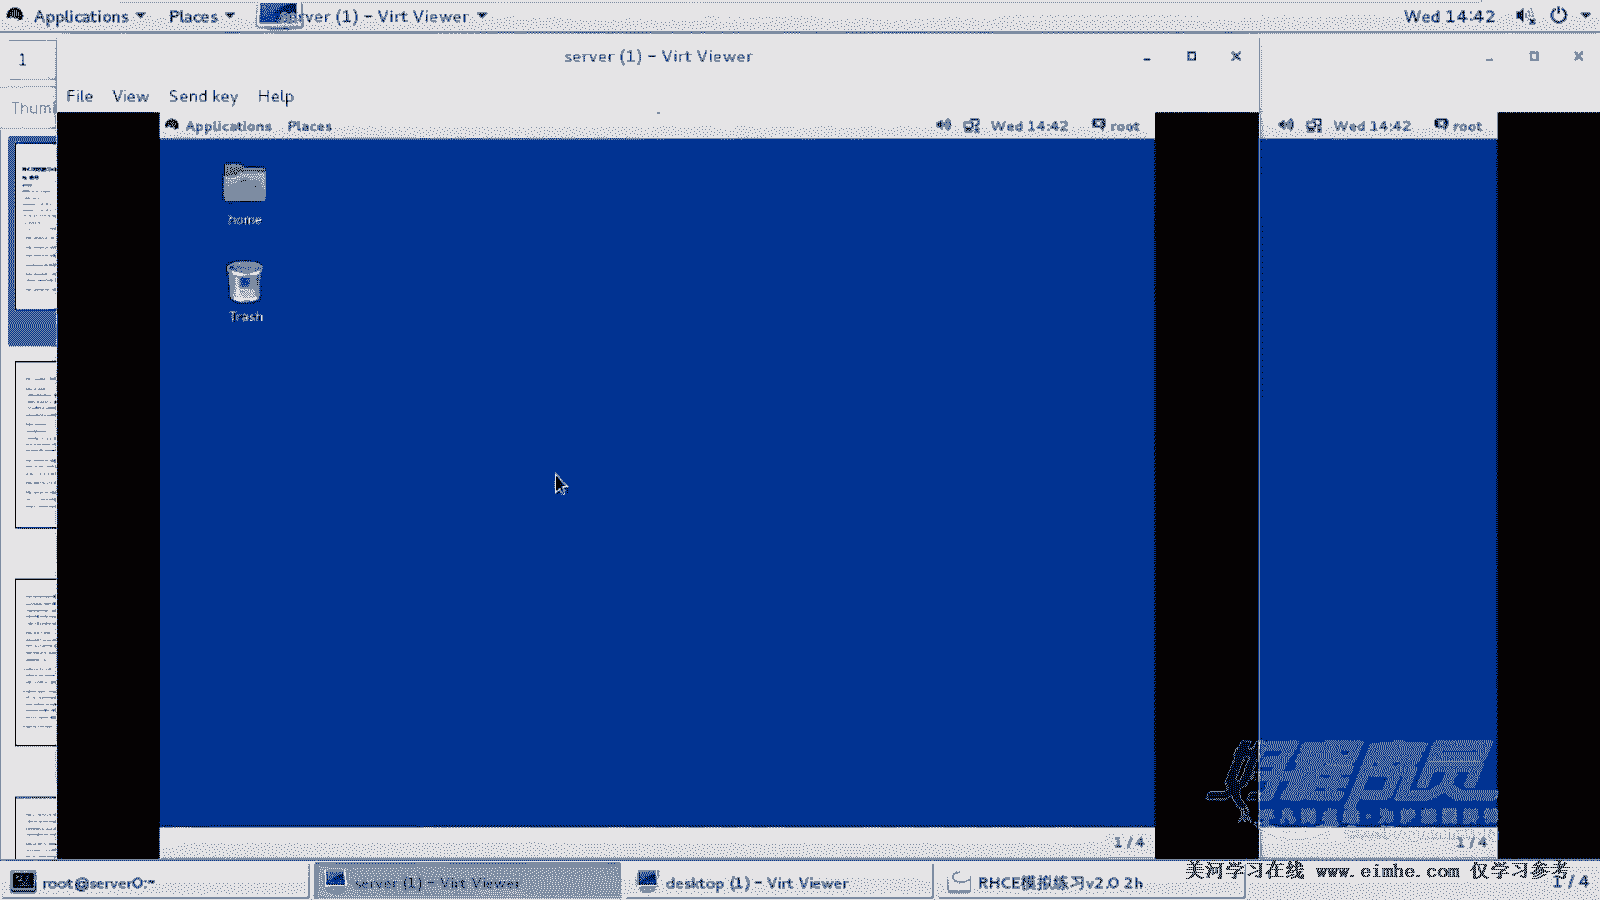 Applications Places server (1) – Virt Viewer Wed 14:42
1 server (1) – Virt Viewer
File View Send key Help
Thum
Applications Places Wed 14:42 root Wed 14:42 root
home
Trash
1 / 4 1 / 4
美河学习在线 www.eimhe.com 仅学习参考
root@server0:~ server (1) – Virt Viewer desktop (1) – Virt Viewer RHCE模拟练习v2.0 2h 1 / 4